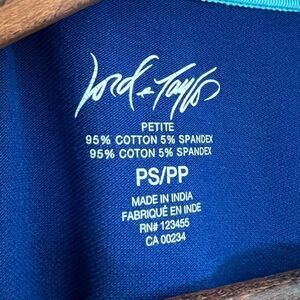 Lord & Taylor
PETITE
95% COTTON 5% SPANDEX
95% COTON 5% SPANDEX
PS/PP
MADE IN INDIA
FABRIQUÉ EN INDE
RN# 123455
CA 00234